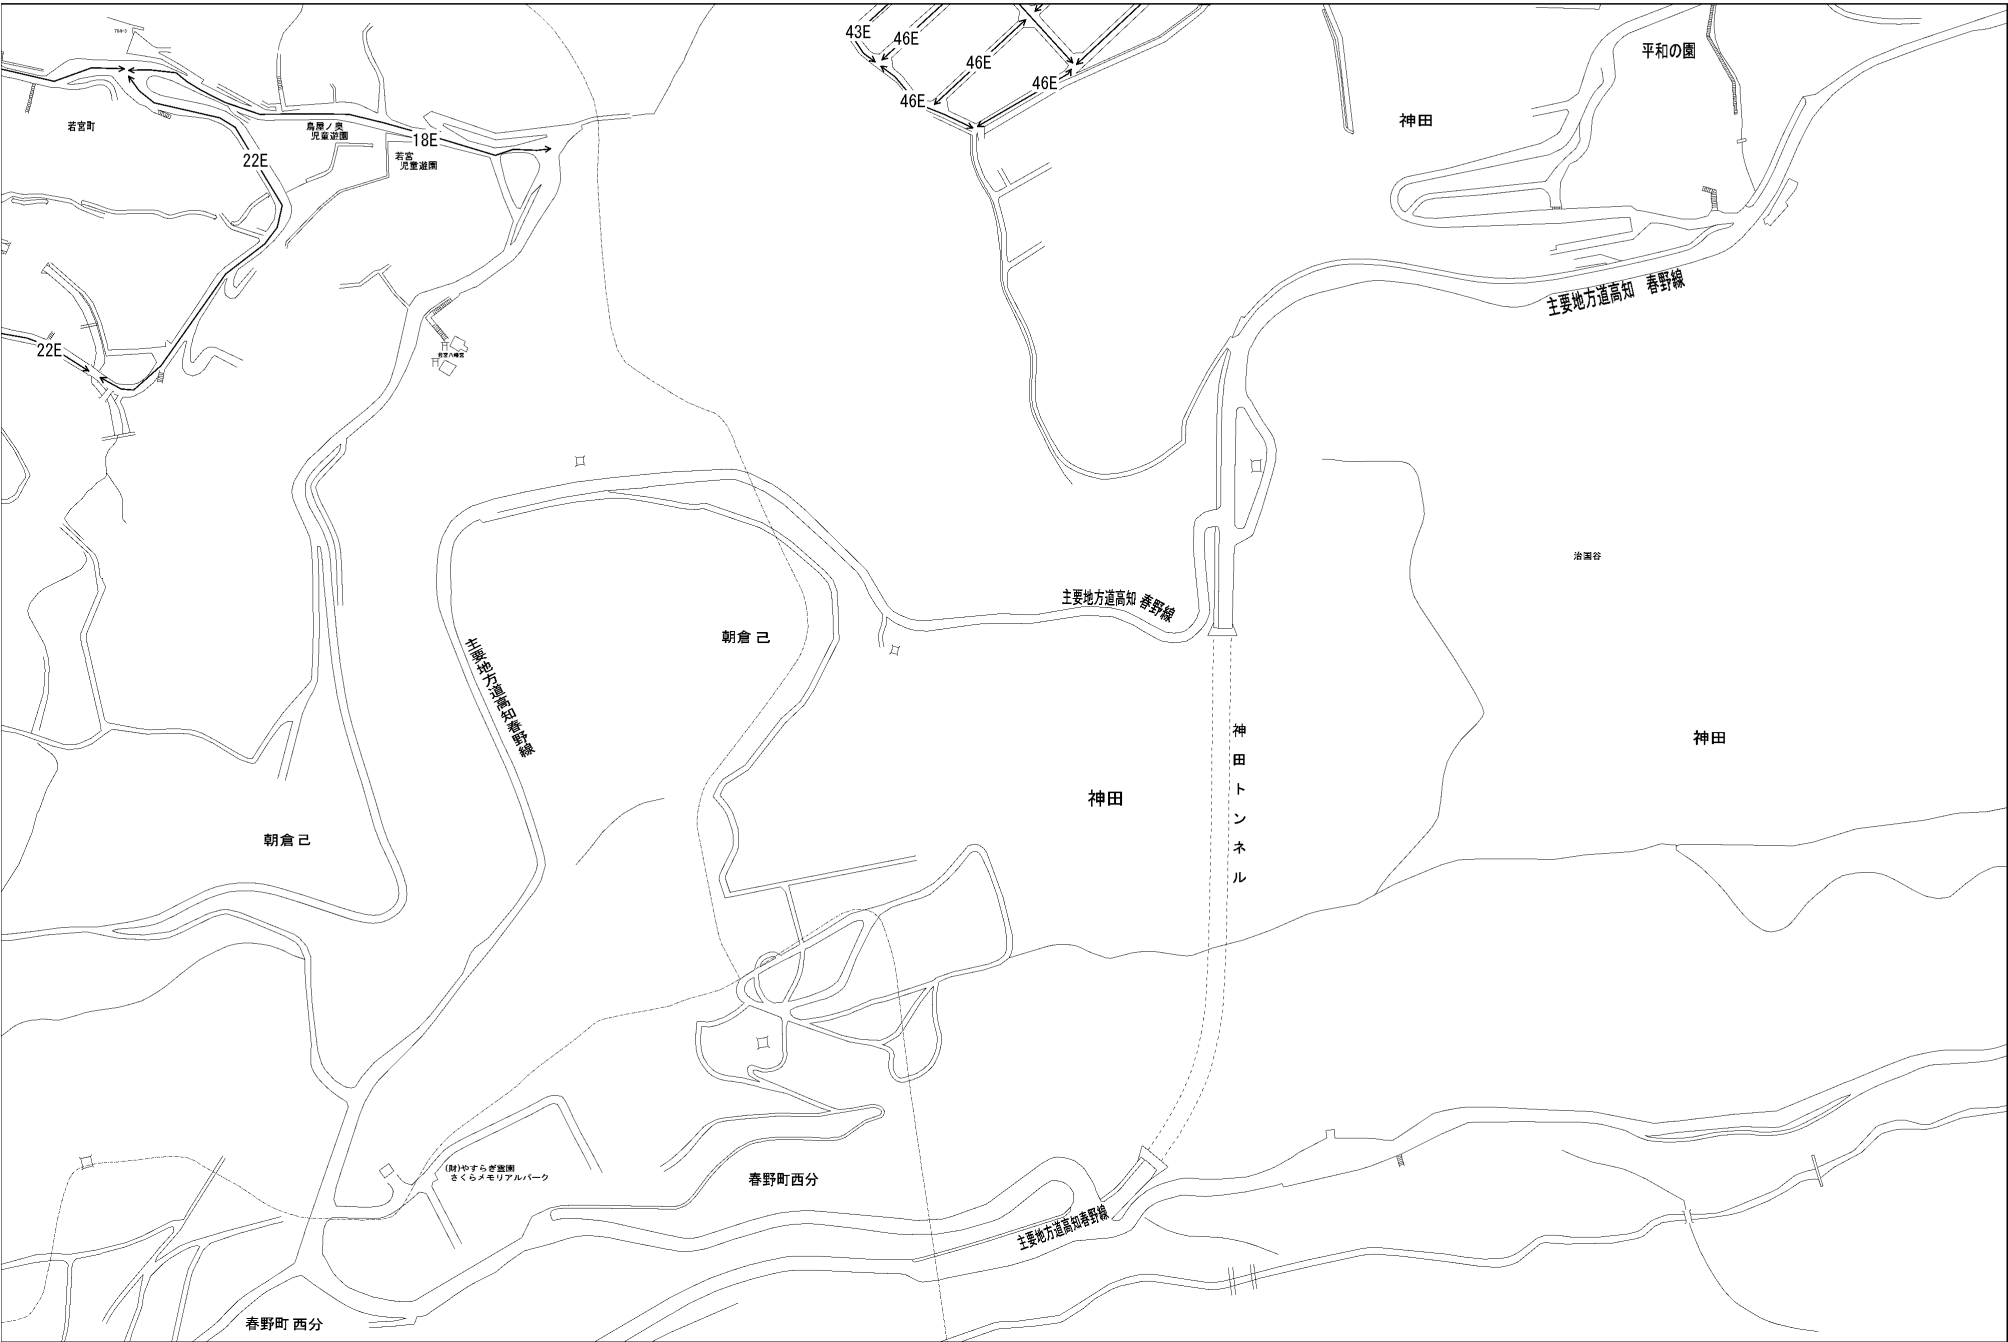 43E
46E
46E
46E
46E
平和の園
神田
若宮町
鳥屋ノ奥
児童遊園
18E
若宮
児童遊園
22E
22E
若宮八幡宮
主要地方道高知 春野線
治国谷
主要地方道高知 春野線
朝倉己
主要地方道高知春野線
神田トンネル
神田
神田
朝倉己
(財)やすらぎ霊園
さくらメモリアルパーク
春野町西分
主要地方道高知春野線
春野町西分